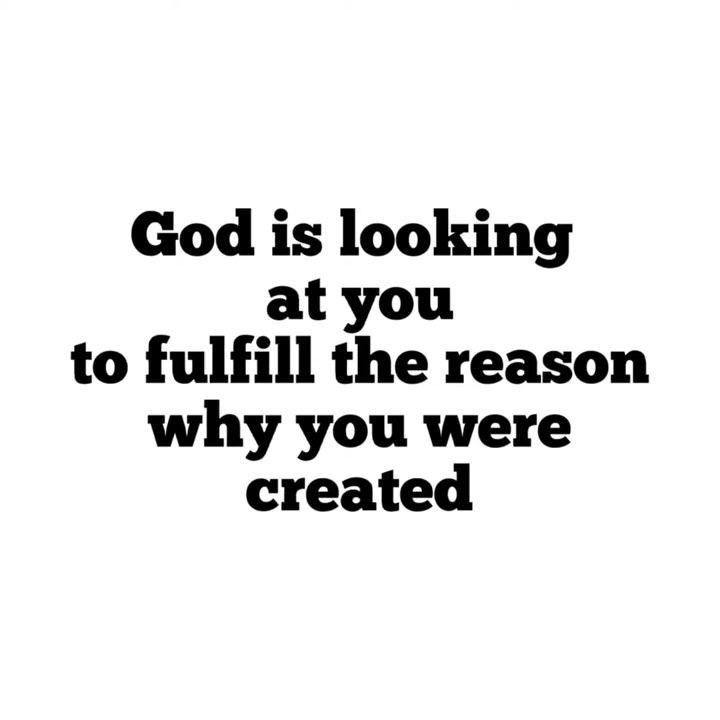 God is looking
at you
to fulfill the reason
why you were
created